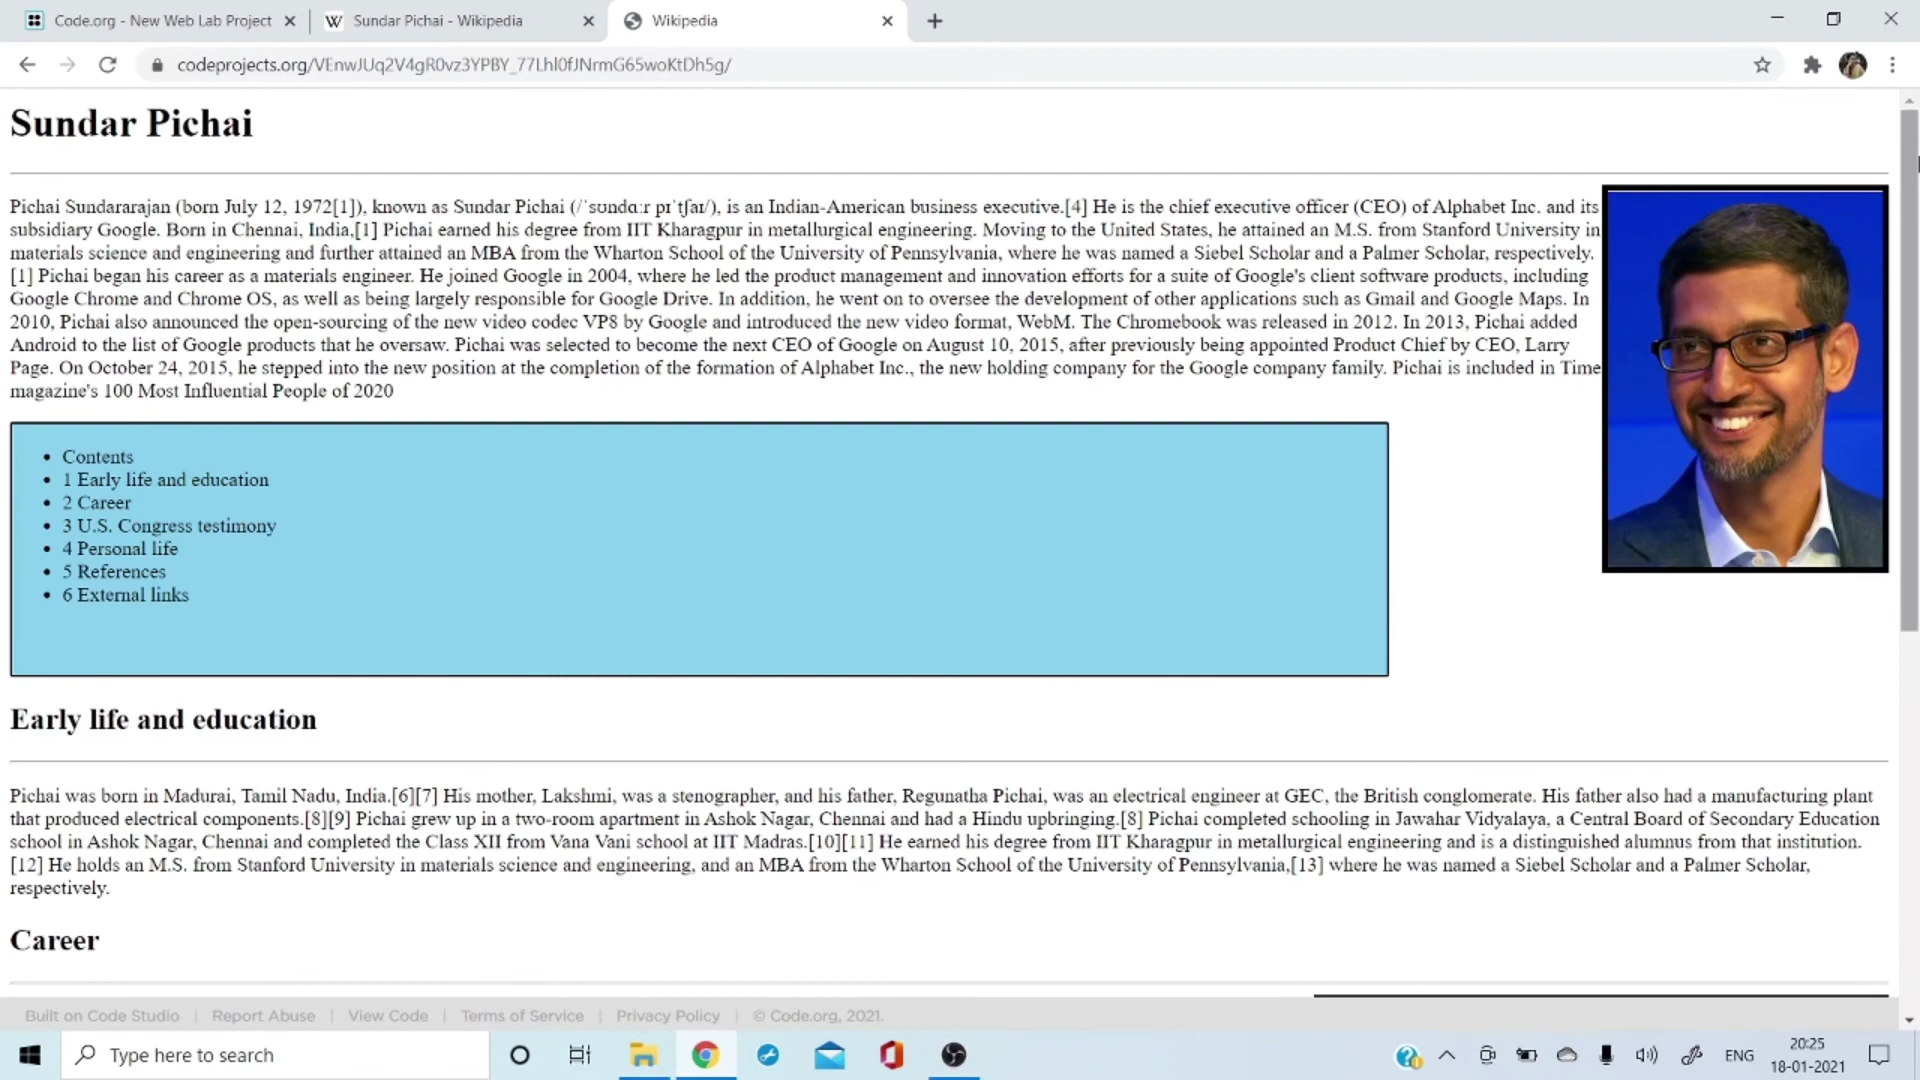 Code.org - New Web Lab Project
Sundar Pichai - Wikipedia
Wikipedia
codeprojects.org/VEnwJUq2V4gR0vz3YPBY_77Lhl0fJNrmG65woKtDh5g/
Sundar Pichai
Pichai Sundararajan (born July 12, 1972[1]), known as Sundar Pichai (/ˈsʊndɑːr pɪˈtʃaɪ/), is an Indian-American business executive.[4] He is the chief executive officer (CEO) of Alphabet Inc. and its
subsidiary Google. Born in Chennai, India,[1] Pichai earned his degree from IIT Kharagpur in metallurgical engineering. Moving to the United States, he attained an M.S. from Stanford University in
materials science and engineering and further attained an MBA from the Wharton School of the University of Pennsylvania, where he was named a Siebel Scholar and a Palmer Scholar, respectively.
[1] Pichai began his career as a materials engineer. He joined Google in 2004, where he led the product management and innovation efforts for a suite of Google's client software products, including
Google Chrome and Chrome OS, as well as being largely responsible for Google Drive. In addition, he went on to oversee the development of other applications such as Gmail and Google Maps. In
2010, Pichai also announced the open-sourcing of the new video codec VP8 by Google and introduced the new video format, WebM. The Chromebook was released in 2012. In 2013, Pichai added
Android to the list of Google products that he oversaw. Pichai was selected to become the next CEO of Google on August 10, 2015, after previously being appointed Product Chief by CEO, Larry
Page. On October 24, 2015, he stepped into the new position at the completion of the formation of Alphabet Inc., the new holding company for the Google company family. Pichai is included in Time
magazine's 100 Most Influential People of 2020
• Contents
• 1 Early life and education
• 2 Career
• 3 U.S. Congress testimony
• 4 Personal life
• 5 References
• 6 External links
Early life and education
Pichai was born in Madurai, Tamil Nadu, India.[6][7] His mother, Lakshmi, was a stenographer, and his father, Regunatha Pichai, was an electrical engineer at GEC, the British conglomerate. His father also had a manufacturing plant
that produced electrical components.[8][9] Pichai grew up in a two-room apartment in Ashok Nagar, Chennai and had a Hindu upbringing.[8] Pichai completed schooling in Jawahar Vidyalaya, a Central Board of Secondary Education
school in Ashok Nagar, Chennai and completed the Class XII from Vana Vani school at IIT Madras.[10][11] He earned his degree from IIT Kharagpur in metallurgical engineering and is a distinguished alumnus from that institution.
[12] He holds an M.S. from Stanford University in materials science and engineering, and an MBA from the Wharton School of the University of Pennsylvania,[13] where he was named a Siebel Scholar and a Palmer Scholar,
respectively.
Career
Built on Code Studio | Report Abuse | View Code | Terms of Service | Privacy Policy | © Code.org, 2021.
Type here to search
ENG
20:25
18-01-2021